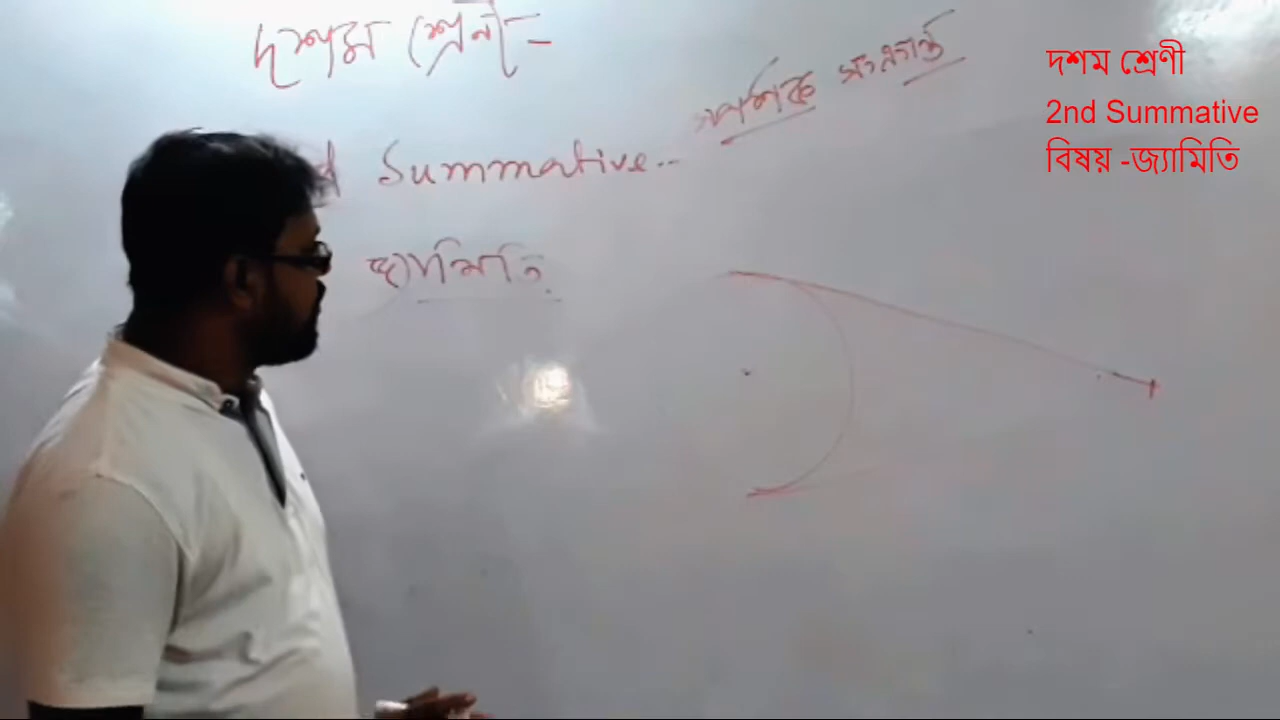 দশম শ্রেনী-
d Summative..
স্পর্শক সংক্রান্ত
জ্যামিতি
দশম শ্রেণী
2nd Summative
বিষয় -জ্যামিতি